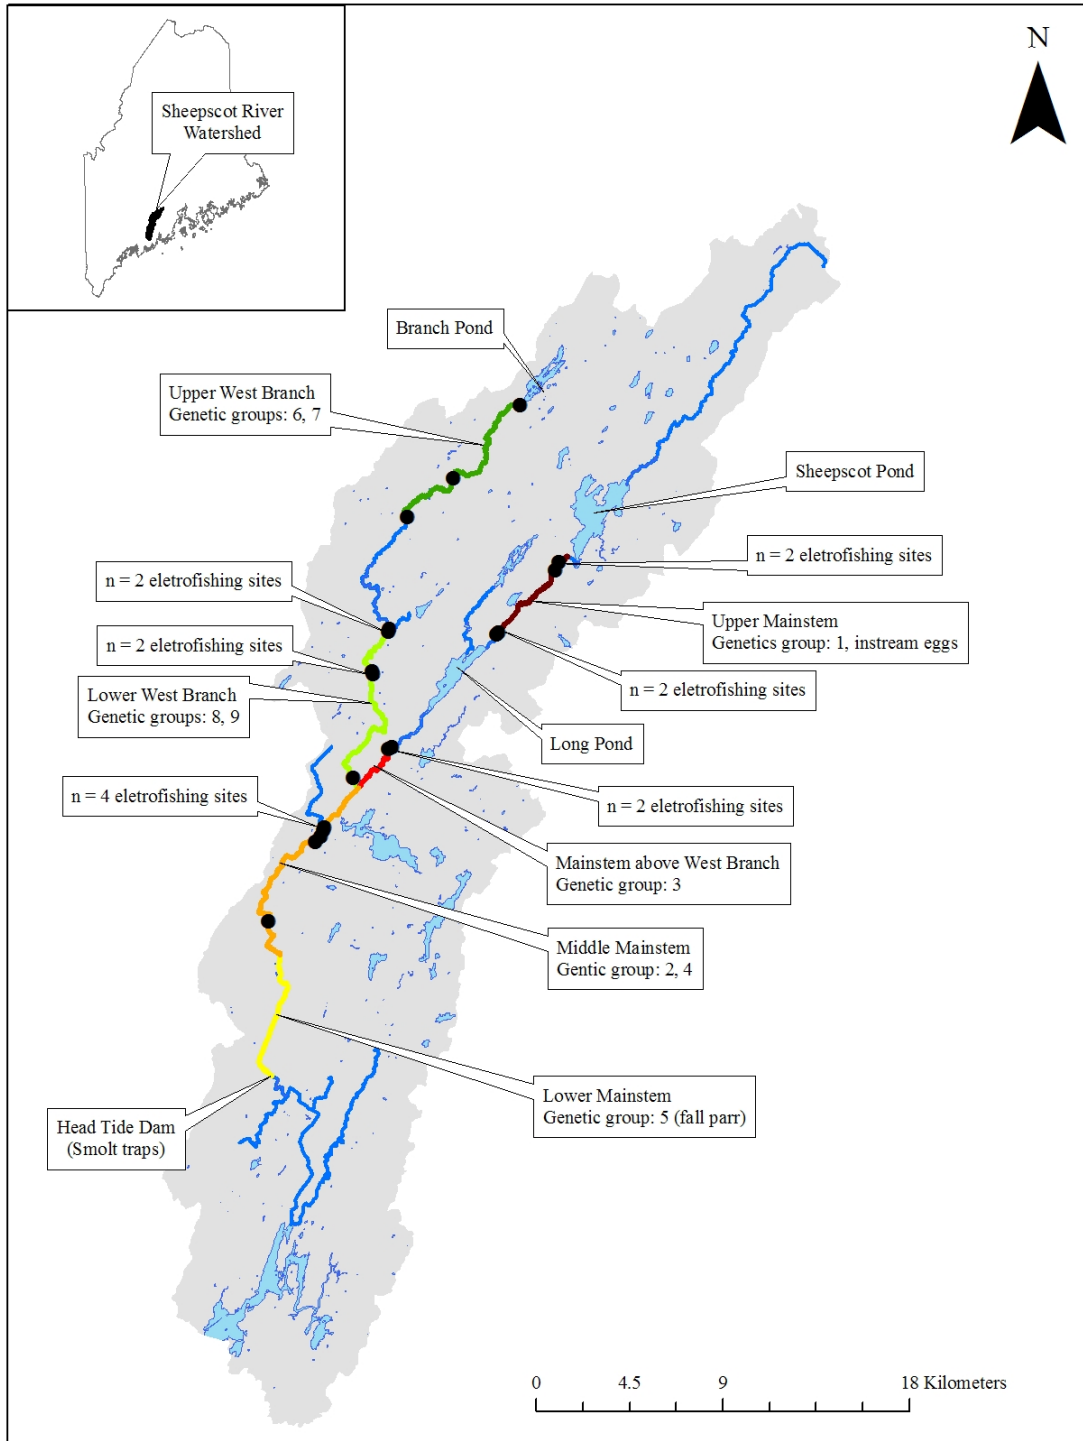 Sheepscot River
Watershed
N
Branch Pond
Upper West Branch
Genetic groups: 6, 7
Sheepscot Pond
n = 2 eletrofishing sites
n = 2 eletrofishing sites
Upper Mainstem
Genetics group: 1, instream eggs
n = 2 eletrofishing sites
n = 2 eletrofishing sites
Lower West Branch
Genetic groups: 8, 9
Long Pond
n = 4 eletrofishing sites
n = 2 eletrofishing sites
Mainstem above West Branch
Genetic group: 3
Middle Mainstem
Gentic group: 2, 4
Lower Mainstem
Genetic group: 5 (fall parr)
Head Tide Dam
(Smolt traps)
0 4.5 9 18 Kilometers